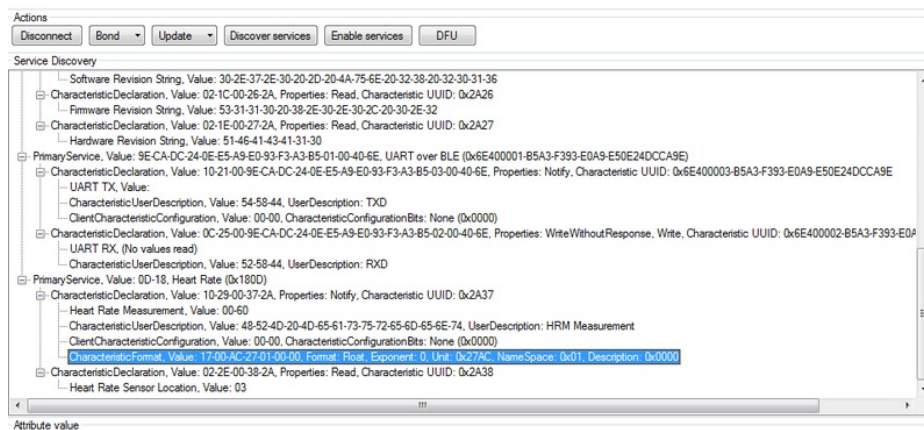 Actions
Disconnect Bond Update Discover services Enable services DFU
Service Discovery
Software Revision String, Value: 30-2E-37-2E-30-20-2D-20-4A-75-6E-20-32-38-20-32-30-31-36
CharacteristicDeclaration, Value: 02-1C-00-26-2A, Properties: Read, Characteristic UUID: 0x2A26
Firmware Revision String, Value: 53-31-31-30-20-38-2E-30-2E-30-2C-20-30-2E-32
CharacteristicDeclaration, Value: 02-1E-00-27-2A, Properties: Read, Characteristic UUID: 0x2A27
Hardware Revision String, Value: 51-46-41-43-41-31-30
PrimaryService, Value: 9E-CA-DC-24-0E-E5-A9-E0-93-F3-A3-B5-01-00-40-6E, UART over BLE (0x6E400001-B5A3-F393-E0A9-E50E24DCCA9E)
CharacteristicDeclaration, Value: 10-21-00-9E-CA-DC-24-0E-E5-A9-E0-93-F3-A3-B5-03-00-40-6E, Properties: Notify, Characteristic UUID: 0x6E400003-B5A3-F393-E0A9-E50E24DCCA9E
UART TX, Value:
CharacteristicUserDescription, Value: 54-58-44, UserDescription: TXD
ClientCharacteristicConfiguration, Value: 00-00, CharacteristicConfigurationBits: None (0x0000)
CharacteristicDeclaration, Value: 0C-25-00-9E-CA-DC-24-0E-E5-A9-E0-93-F3-A3-B5-02-00-40-6E, Properties: WriteWithoutResponse, Write, Characteristic UUID: 0x6E400002-B5A3-F393-E0A
UART RX, (No values read)
CharacteristicUserDescription, Value: 52-58-44, UserDescription: RXD
PrimaryService, Value: 0D-18, Heart Rate (0x180D)
CharacteristicDeclaration, Value: 10-29-00-37-2A, Properties: Notify, Characteristic UUID: 0x2A37
Heart Rate Measurement, Value: 00-60
CharacteristicUserDescription, Value: 48-52-4D-20-4D-65-61-73-75-72-65-6D-65-6E-74, UserDescription: HRM Measurement
ClientCharacteristicConfiguration, Value: 00-00, CharacteristicConfigurationBits: None (0x0000)
CharacteristicFormat, Value: 17-00-AC-27-01-00-00, Format: Float, Exponent: 0, Unit: 0x27AC, NameSpace: 0x01, Description: 0x0000
CharacteristicDeclaration, Value: 02-2E-00-38-2A, Properties: Read, Characteristic UUID: 0x2A38
Heart Rate Sensor Location, Value: 03
Attribute value